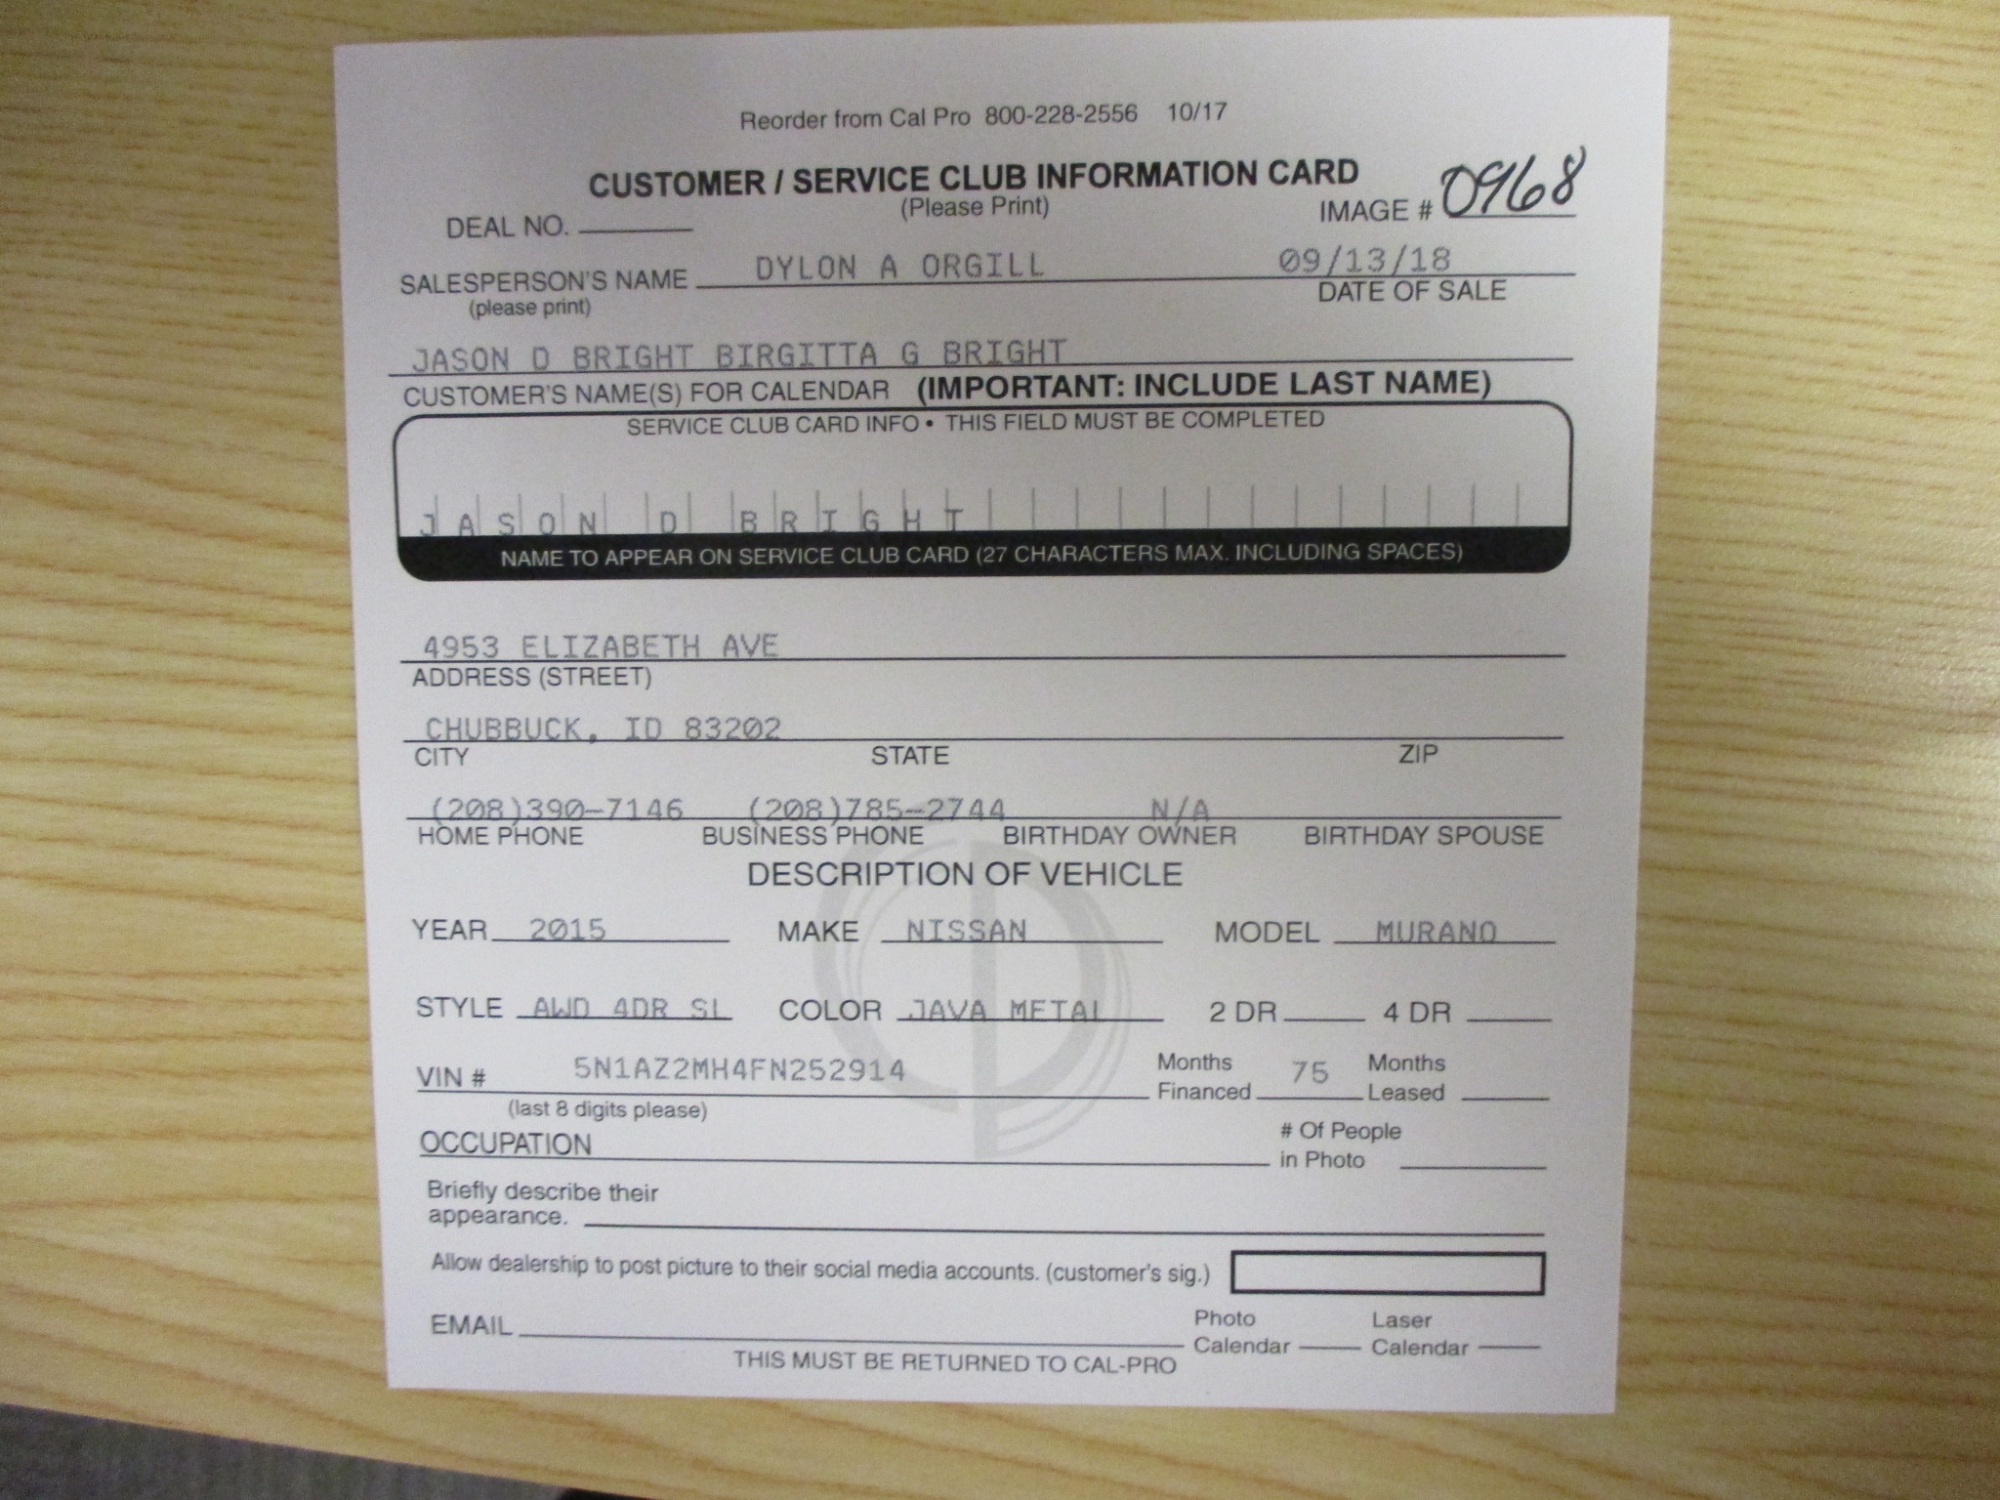 Reorder from Cal Pro 800-228-2556 10/17
CUSTOMER / SERVICE CLUB INFORMATION CARD
(Please Print)
DEAL NO. IMAGE # 0968
SALESPERSON'S NAME DYLON A ORGILL 09/13/18
(please print) DATE OF SALE
JASON D BRIGHT BIRGITTA G BRIGHT
CUSTOMER'S NAME(S) FOR CALENDAR (IMPORTANT: INCLUDE LAST NAME)
SERVICE CLUB CARD INFO • THIS FIELD MUST BE COMPLETED
JASON D BRIGHT
NAME TO APPEAR ON SERVICE CLUB CARD (27 CHARACTERS MAX. INCLUDING SPACES)
4953 ELIZABETH AVE
ADDRESS (STREET)
CHUBBUCK, ID 83202
CITY STATE ZIP
(208)390-7146 (208)785-2744 N/A
HOME PHONE BUSINESS PHONE BIRTHDAY OWNER BIRTHDAY SPOUSE
DESCRIPTION OF VEHICLE
YEAR 2015 MAKE NISSAN MODEL MURANO
STYLE AWD 4DR SL COLOR JAVA METAL 2 DR 4 DR
VIN # 5N1AZ2MH4FN252914 Months Financed 75 Months Leased
(last 8 digits please)
OCCUPATION # Of People in Photo
Briefly describe their
appearance.
Allow dealership to post picture to their social media accounts. (customer's sig.)
EMAIL Photo Calendar Laser Calendar
THIS MUST BE RETURNED TO CAL-PRO